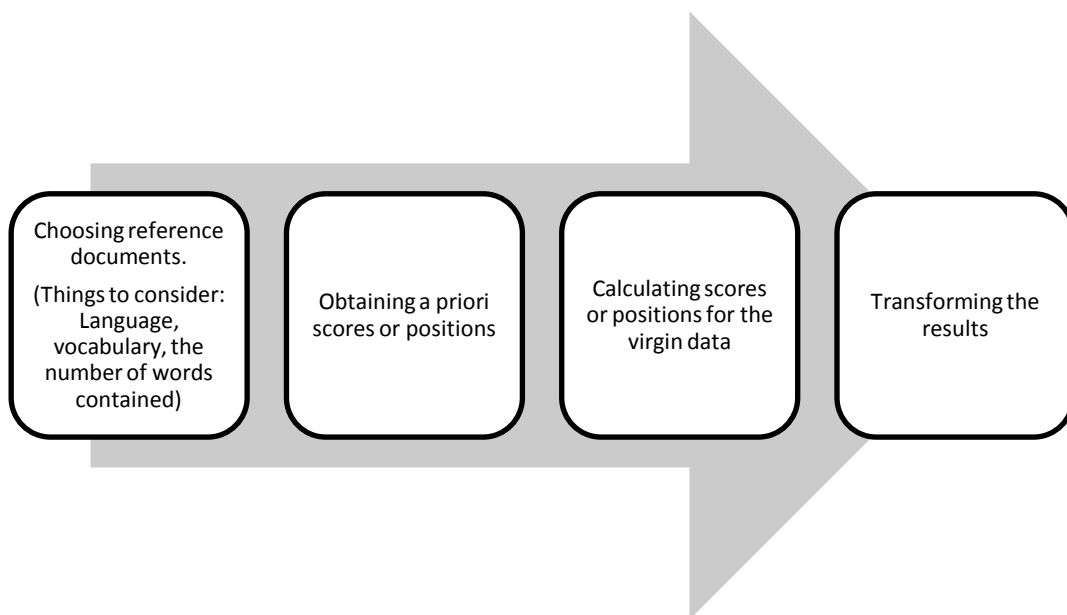 Choosing reference
documents.
(Things to consider:
Language,
vocabulary, the
number of words
contained)
Obtaining a priori
scores or positions
Calculating scores
or positions for the
virgin data
Transforming the
results